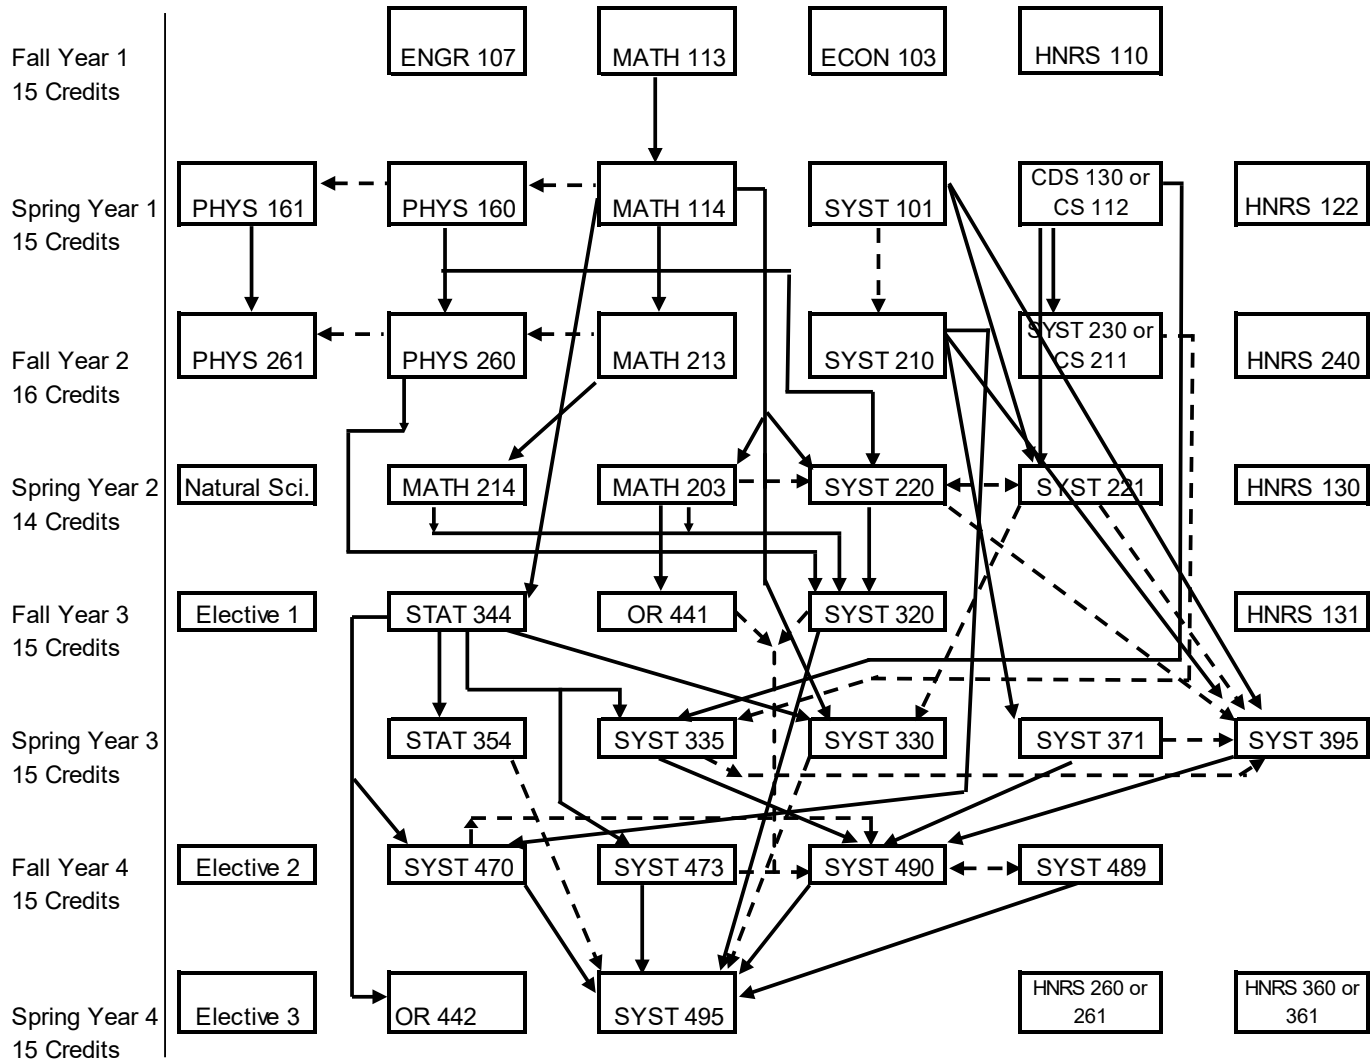 Fall Year 1
15 Credits
ENGR 107
MATH 113
ECON 103
HNRS 110
Spring Year 1
15 Credits
PHYS 161
PHYS 160
MATH 114
SYST 101
CDS 130 or
CS 112
HNRS 122
Fall Year 2
16 Credits
PHYS 261
PHYS 260
MATH 213
SYST 210
SYST 230 or
CS 211
HNRS 240
Spring Year 2
14 Credits
Natural Sci.
MATH 214
MATH 203
SYST 220
SYST 221
HNRS 130
Fall Year 3
15 Credits
Elective 1
STAT 344
OR 441
SYST 320
HNRS 131
Spring Year 3
15 Credits
STAT 354
SYST 335
SYST 330
SYST 371
SYST 395
Fall Year 4
15 Credits
Elective 2
SYST 470
SYST 473
SYST 490
SYST 489
Spring Year 4
15 Credits
Elective 3
OR 442
SYST 495
HNRS 260 or
261
HNRS 360 or
361